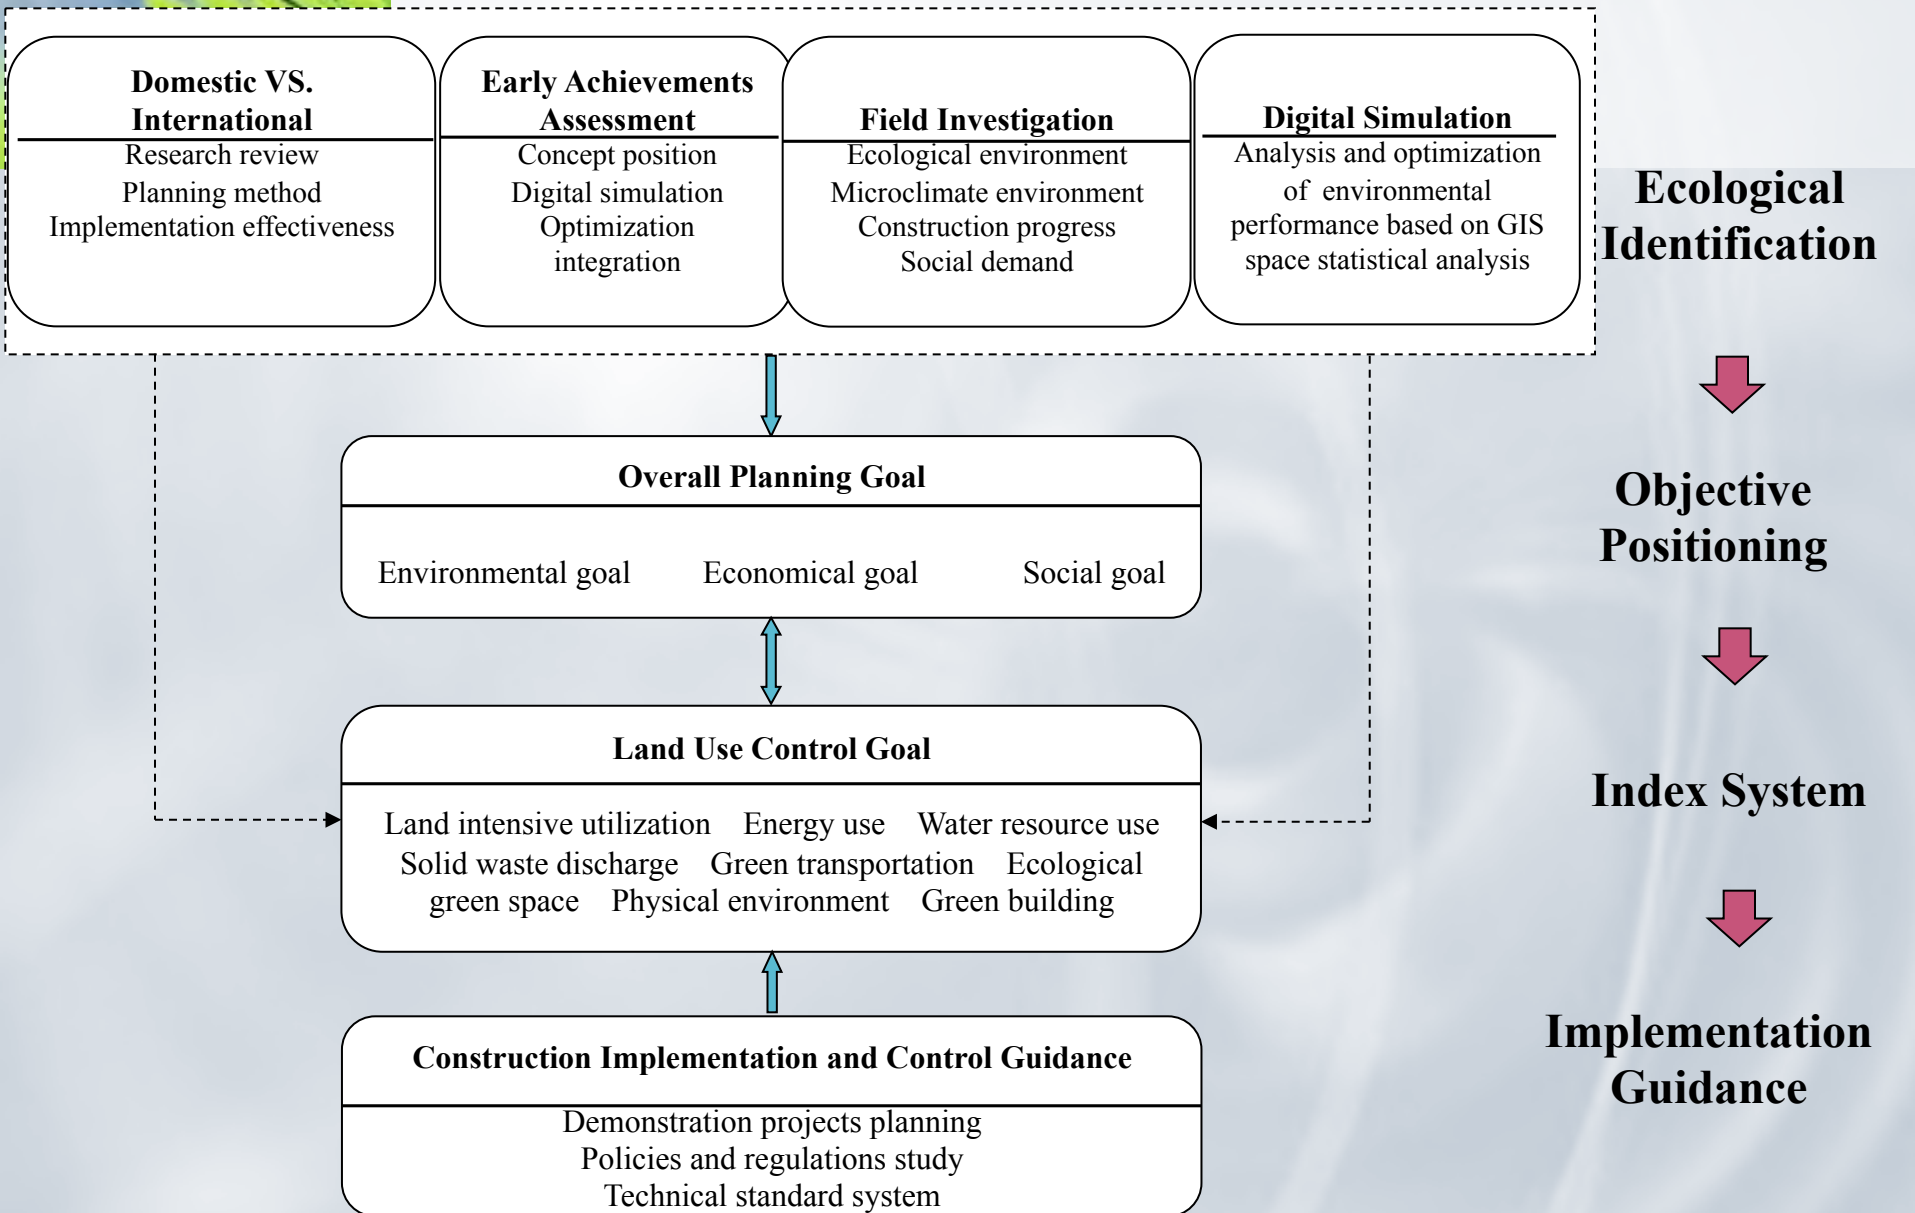 Domestic VS.
International
Research review
Planning method
Implementation effectiveness
Early Achievements
Assessment
Concept position
Digital simulation
Optimization
integration
Field Investigation
Ecological environment
Microclimate environment
Construction progress
Social demand
Digital Simulation
Analysis and optimization
of environmental
performance based on GIS
space statistical analysis
Ecological
Identification
Overall Planning Goal
Environmental goal Economical goal Social goal
Objective
Positioning
Land Use Control Goal
Land intensive utilization Energy use Water resource use
Solid waste discharge Green transportation Ecological
green space Physical environment Green building
Index System
Construction Implementation and Control Guidance
Demonstration projects planning
Policies and regulations study
Technical standard system
Implementation
Guidance